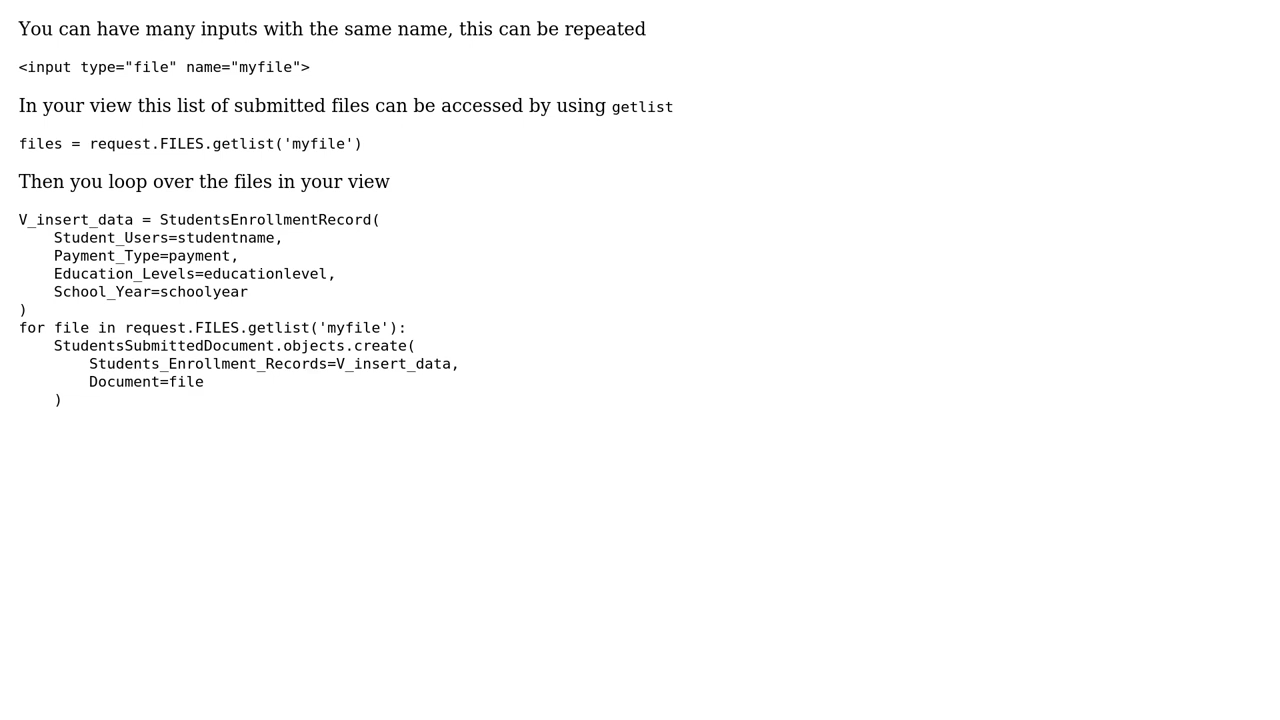 You can have many inputs with the same name, this can be repeated
<input type="file" name="myfile">
In your view this list of submitted files can be accessed by using getlist
files = request.FILES.getlist('myfile')
Then you loop over the files in your view
V_insert_data = StudentsEnrollmentRecord(
    Student_Users=studentname,
    Payment_Type=payment,
    Education_Levels=educationlevel,
    School_Year=schoolyear
)
for file in request.FILES.getlist('myfile'):
    StudentsSubmittedDocument.objects.create(
        Students_Enrollment_Records=V_insert_data,
        Document=file
    )